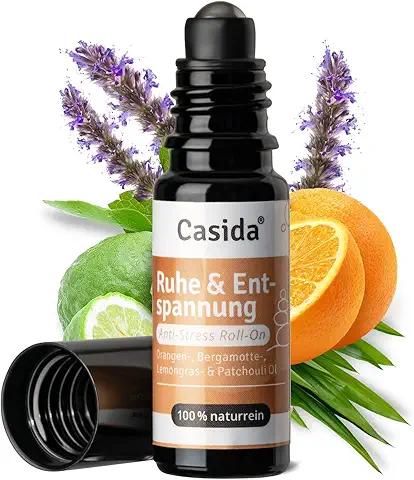 Casida®
Ruhe & Ent-
spannung
Anti-Stress Roll-On
Orangen-, Bergamotte-,
Lemongras- & Patchouli Öl
100% naturrein